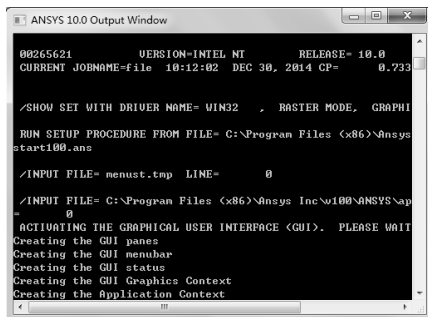 ANSYS 10.0 Output Window
00265621 VERSION=INTEL NT RELEASE= 10.0
CURRENT JOBNAME=file 10:12:02 DEC 30, 2014 CP= 0.733
/SHOW SET WITH DRIVER NAME= WIN32 , RASTER MODE, GRAPHI
RUN SETUP PROCEDURE FROM FILE= C:\Program Files (x86)\Ansys
start100.ans
/INPUT FILE= menust.tmp LINE= 0
/INPUT FILE= C:\Program Files (x86)\Ansys Inc\v100\ANSYS\ap
= 0
ACTIVATING THE GRAPHICAL USER INTERFACE (GUI). PLEASE WAIT
Creating the GUI panes
Creating the GUI menubar
Creating the GUI status
Creating the GUI Graphics Context
Creating the Application Context